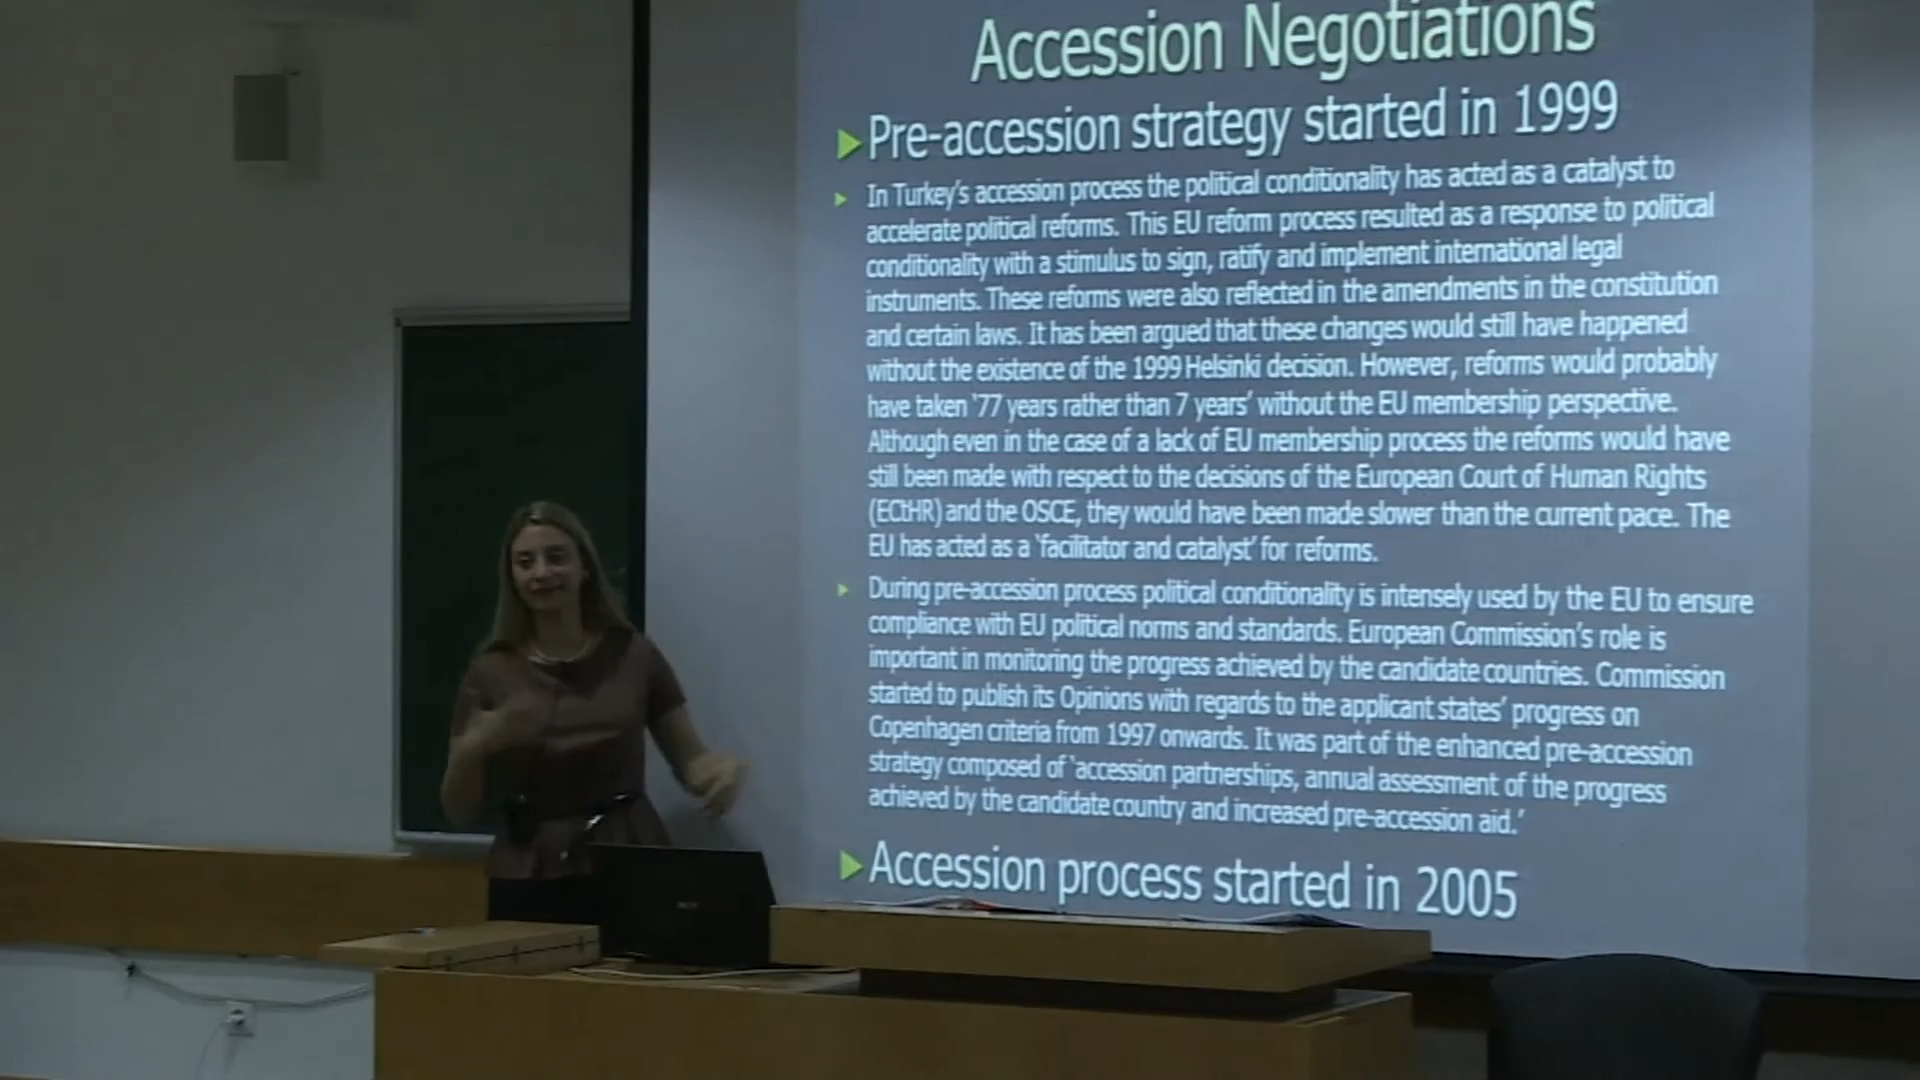 Accession Negotiations
Pre-accession strategy started in 1999
In Turkey's accession process the political conditionality has acted as a catalyst to
accelerate political reforms. This EU reform process resulted as a response to political
conditionality with a stimulus to sign, ratify and implement international legal
instruments. These reforms were also reflected in the amendments in the constitution
and certain laws. It has been argued that these changes would still have happened
without the existence of the 1999 Helsinki decision. However, reforms would probably
have taken '77 years rather than 7 years' without the EU membership perspective.
Although even in the case of a lack of EU membership process the reforms would have
still been made with respect to the decisions of the European Court of Human Rights
(ECtHR) and the OSCE, they would have been made slower than the current pace. The
EU has acted as a 'facilitator and catalyst' for reforms.
During pre-accession process political conditionality is intensely used by the EU to ensure
compliance with EU political norms and standards. European Commission's role is
important in monitoring the progress achieved by the candidate countries. Commission
started to publish its Opinions with regards to the applicant states' progress on
Copenhagen criteria from 1997 onwards. It was part of the enhanced pre-accession
strategy composed of 'accession partnerships, annual assessment of the progress
achieved by the candidate country and increased pre-accession aid.'
Accession process started in 2005